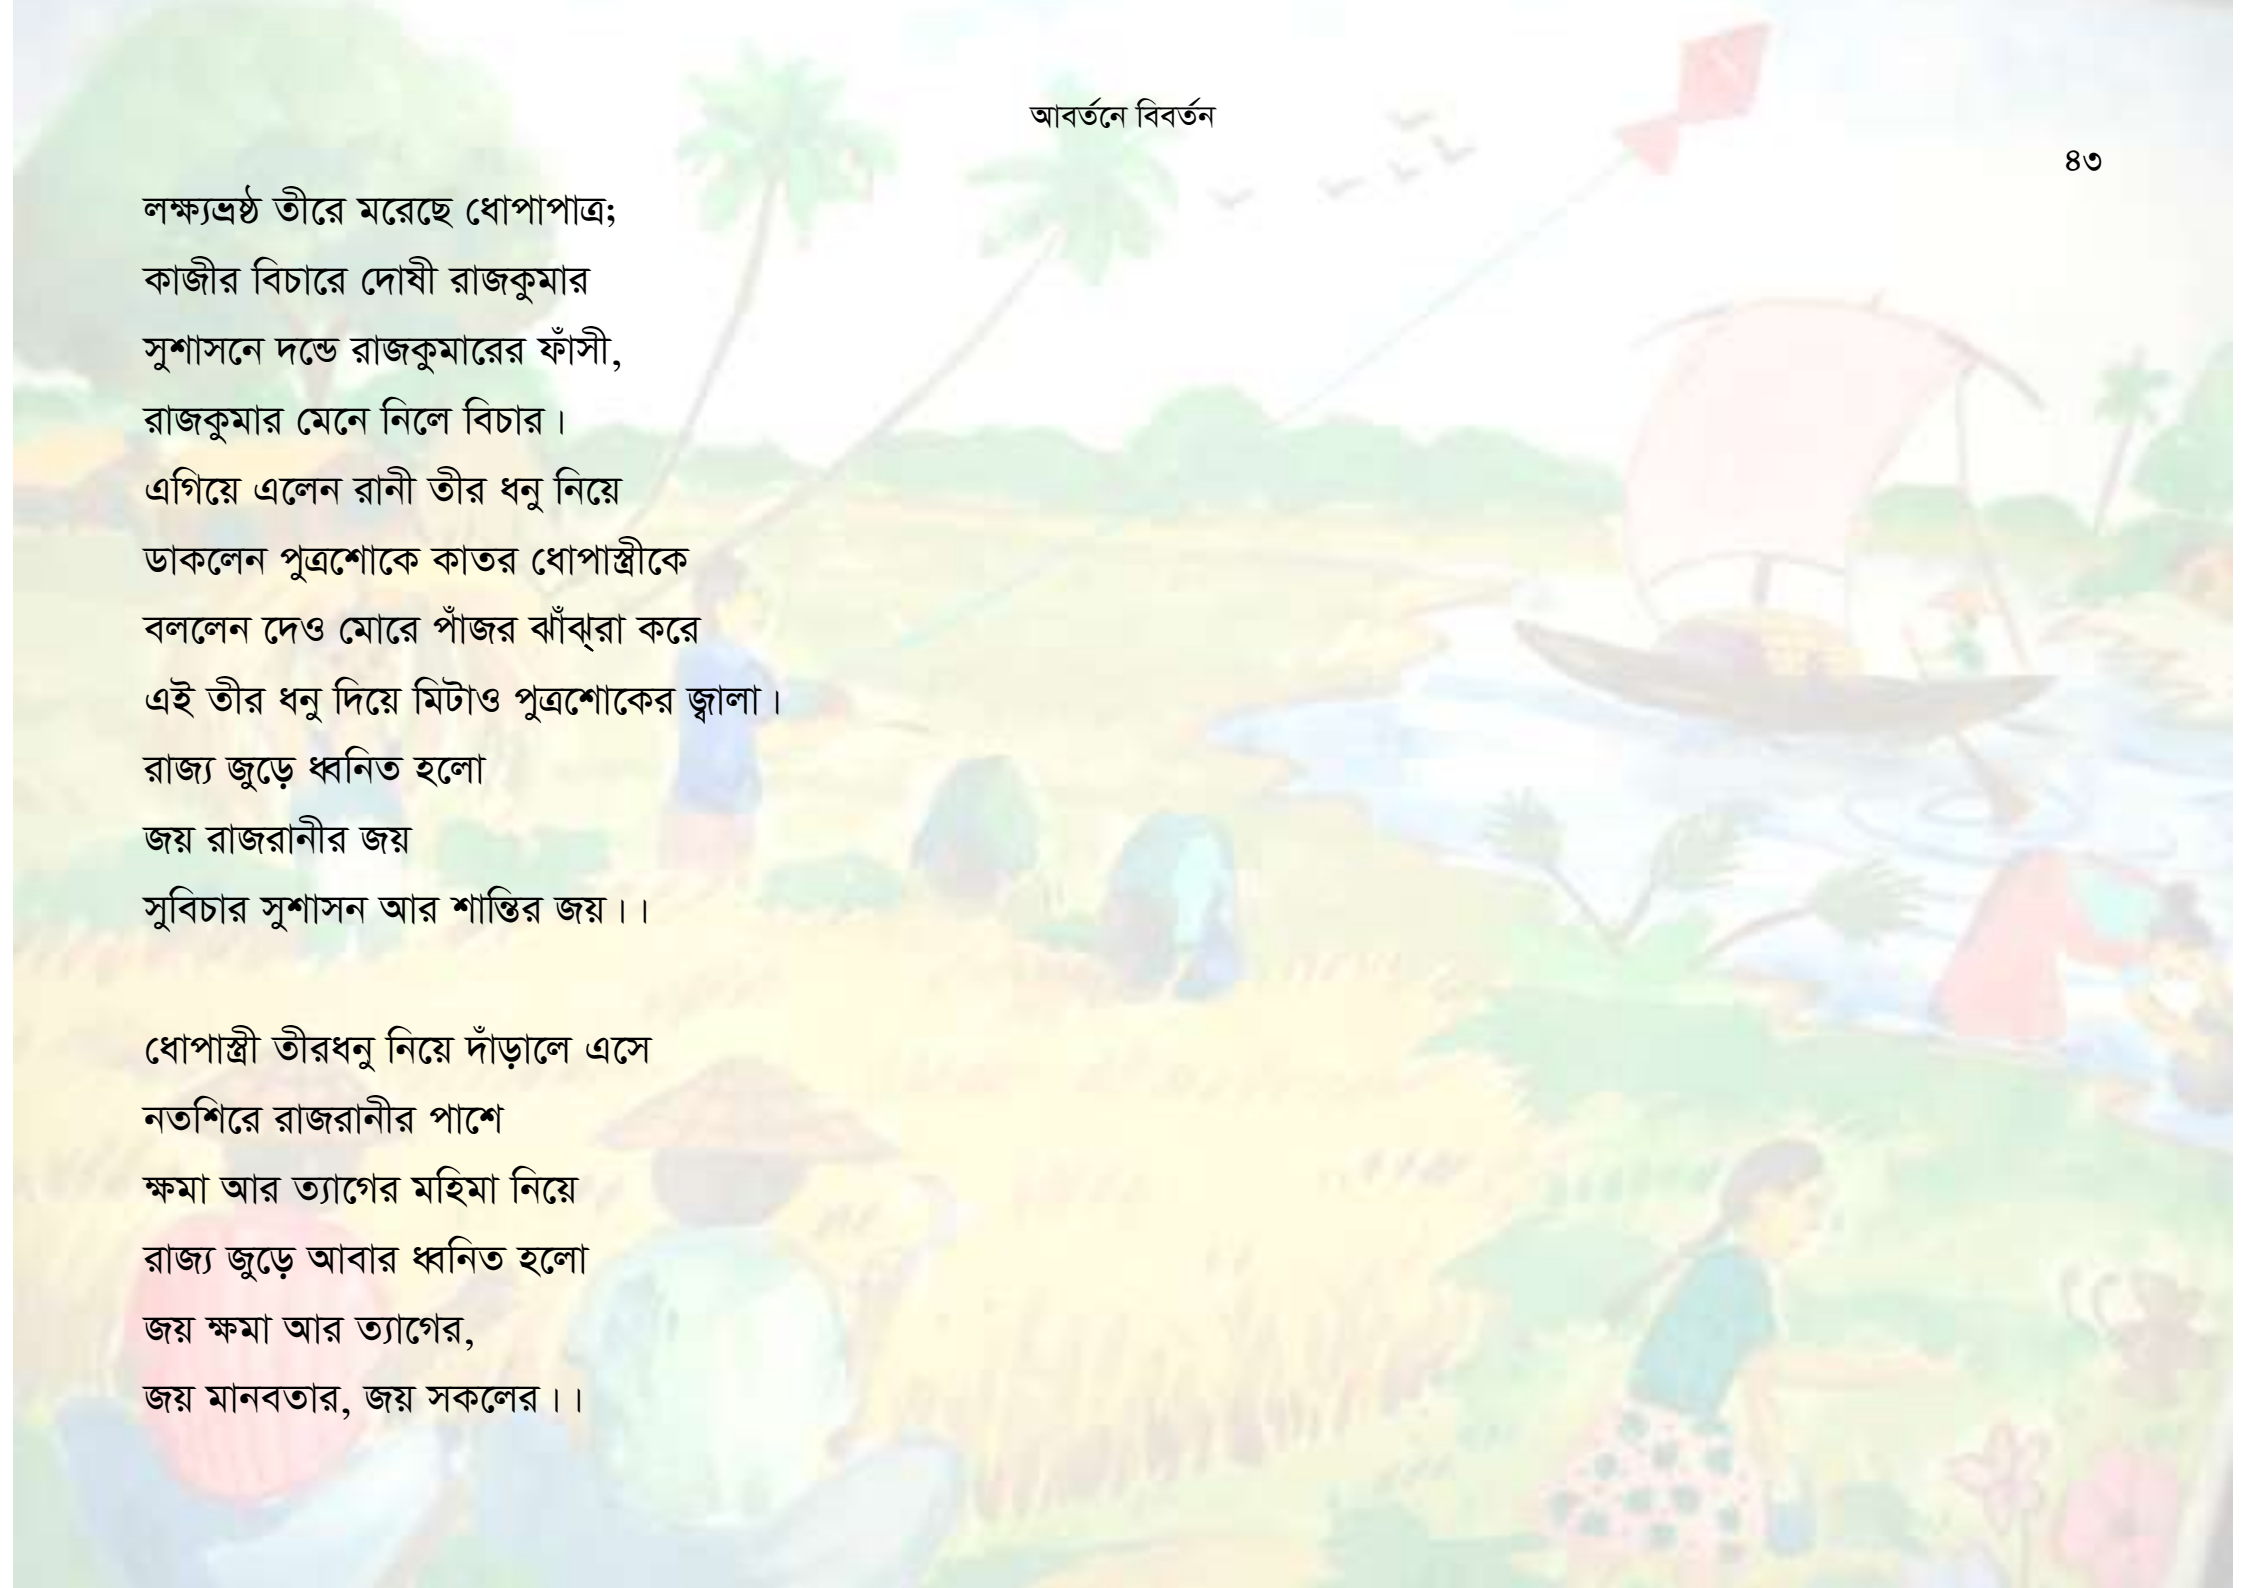 আবর্তনে বিবর্তন
৪৩
লক্ষ্যভ্রষ্ঠ তীরে মরেছে ধোপাপাত্র;
কাজীর বিচারে দোষী রাজকুমার
সুশাসনে দন্ডে রাজকুমারের ফাঁসী,
রাজকুমার মেনে নিলে বিচার।
এগিয়ে এলেন রানী তীর ধনু নিয়ে
ডাকলেন পুত্রশোকে কাতর ধোপাস্ত্রীকে
বললেন দেও মোরে পাঁজর ঝাঁঝ্‌রা করে
এই তীর ধনু দিয়ে মিটাও পুত্রশোকের জ্বালা।
রাজ্য জুড়ে ধ্বনিত হলো
জয় রাজরানীর জয়
সুবিচার সুশাসন আর শান্তির জয়।।
ধোপাস্ত্রী তীরধনু নিয়ে দাঁড়ালে এসে
নতশিরে রাজরানীর পাশে
ক্ষমা আর ত্যাগের মহিমা নিয়ে
রাজ্য জুড়ে আবার ধ্বনিত হলো
জয় ক্ষমা আর ত্যাগের,
জয় মানবতার, জয় সকলের।।